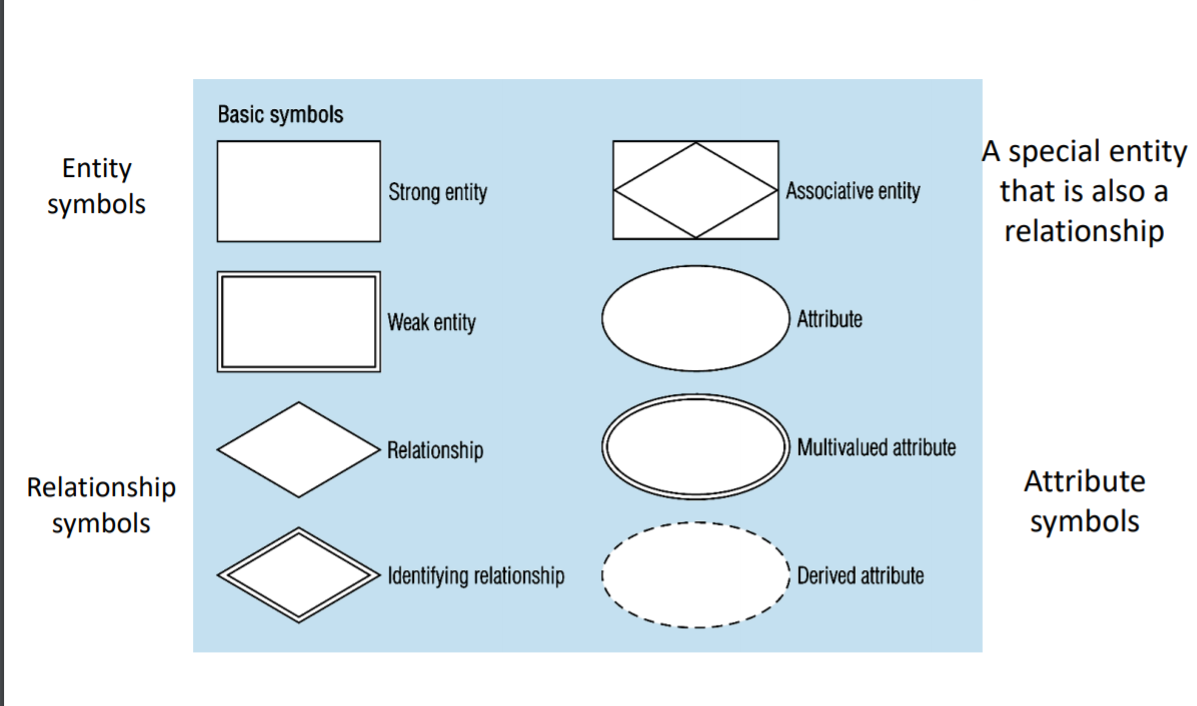 Basic symbols
Entity
symbols
Strong entity
Associative entity
A special entity
that is also a
relationship
Weak entity
Attribute
Relationship
Multivalued attribute
Relationship
symbols
Attribute
symbols
Identifying relationship
Derived attribute